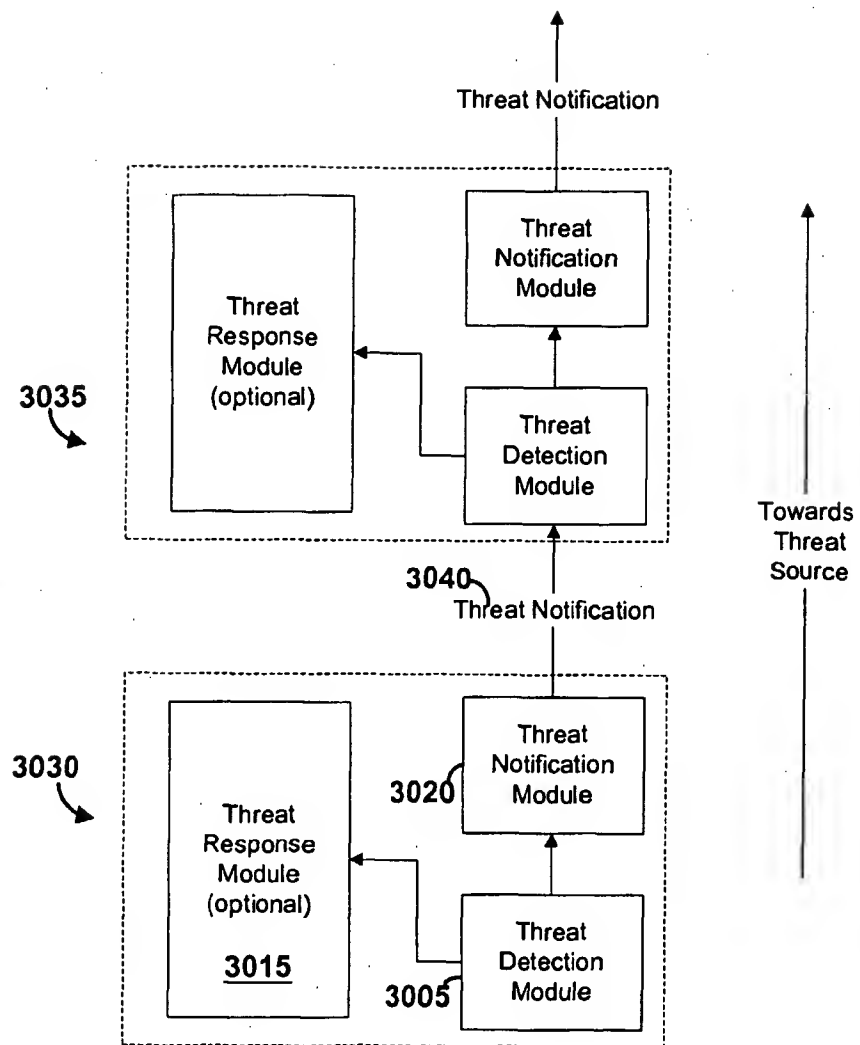 Threat Notification
Threat
Notification
Module
Threat
Response
Module
(optional)
3035
Threat
Detection
Module
Towards
Threat
Source
3040
Threat Notification
Threat
Notification
Module
3020
3030
Threat
Response
Module
(optional)
3015
Threat
Detection
Module
3005